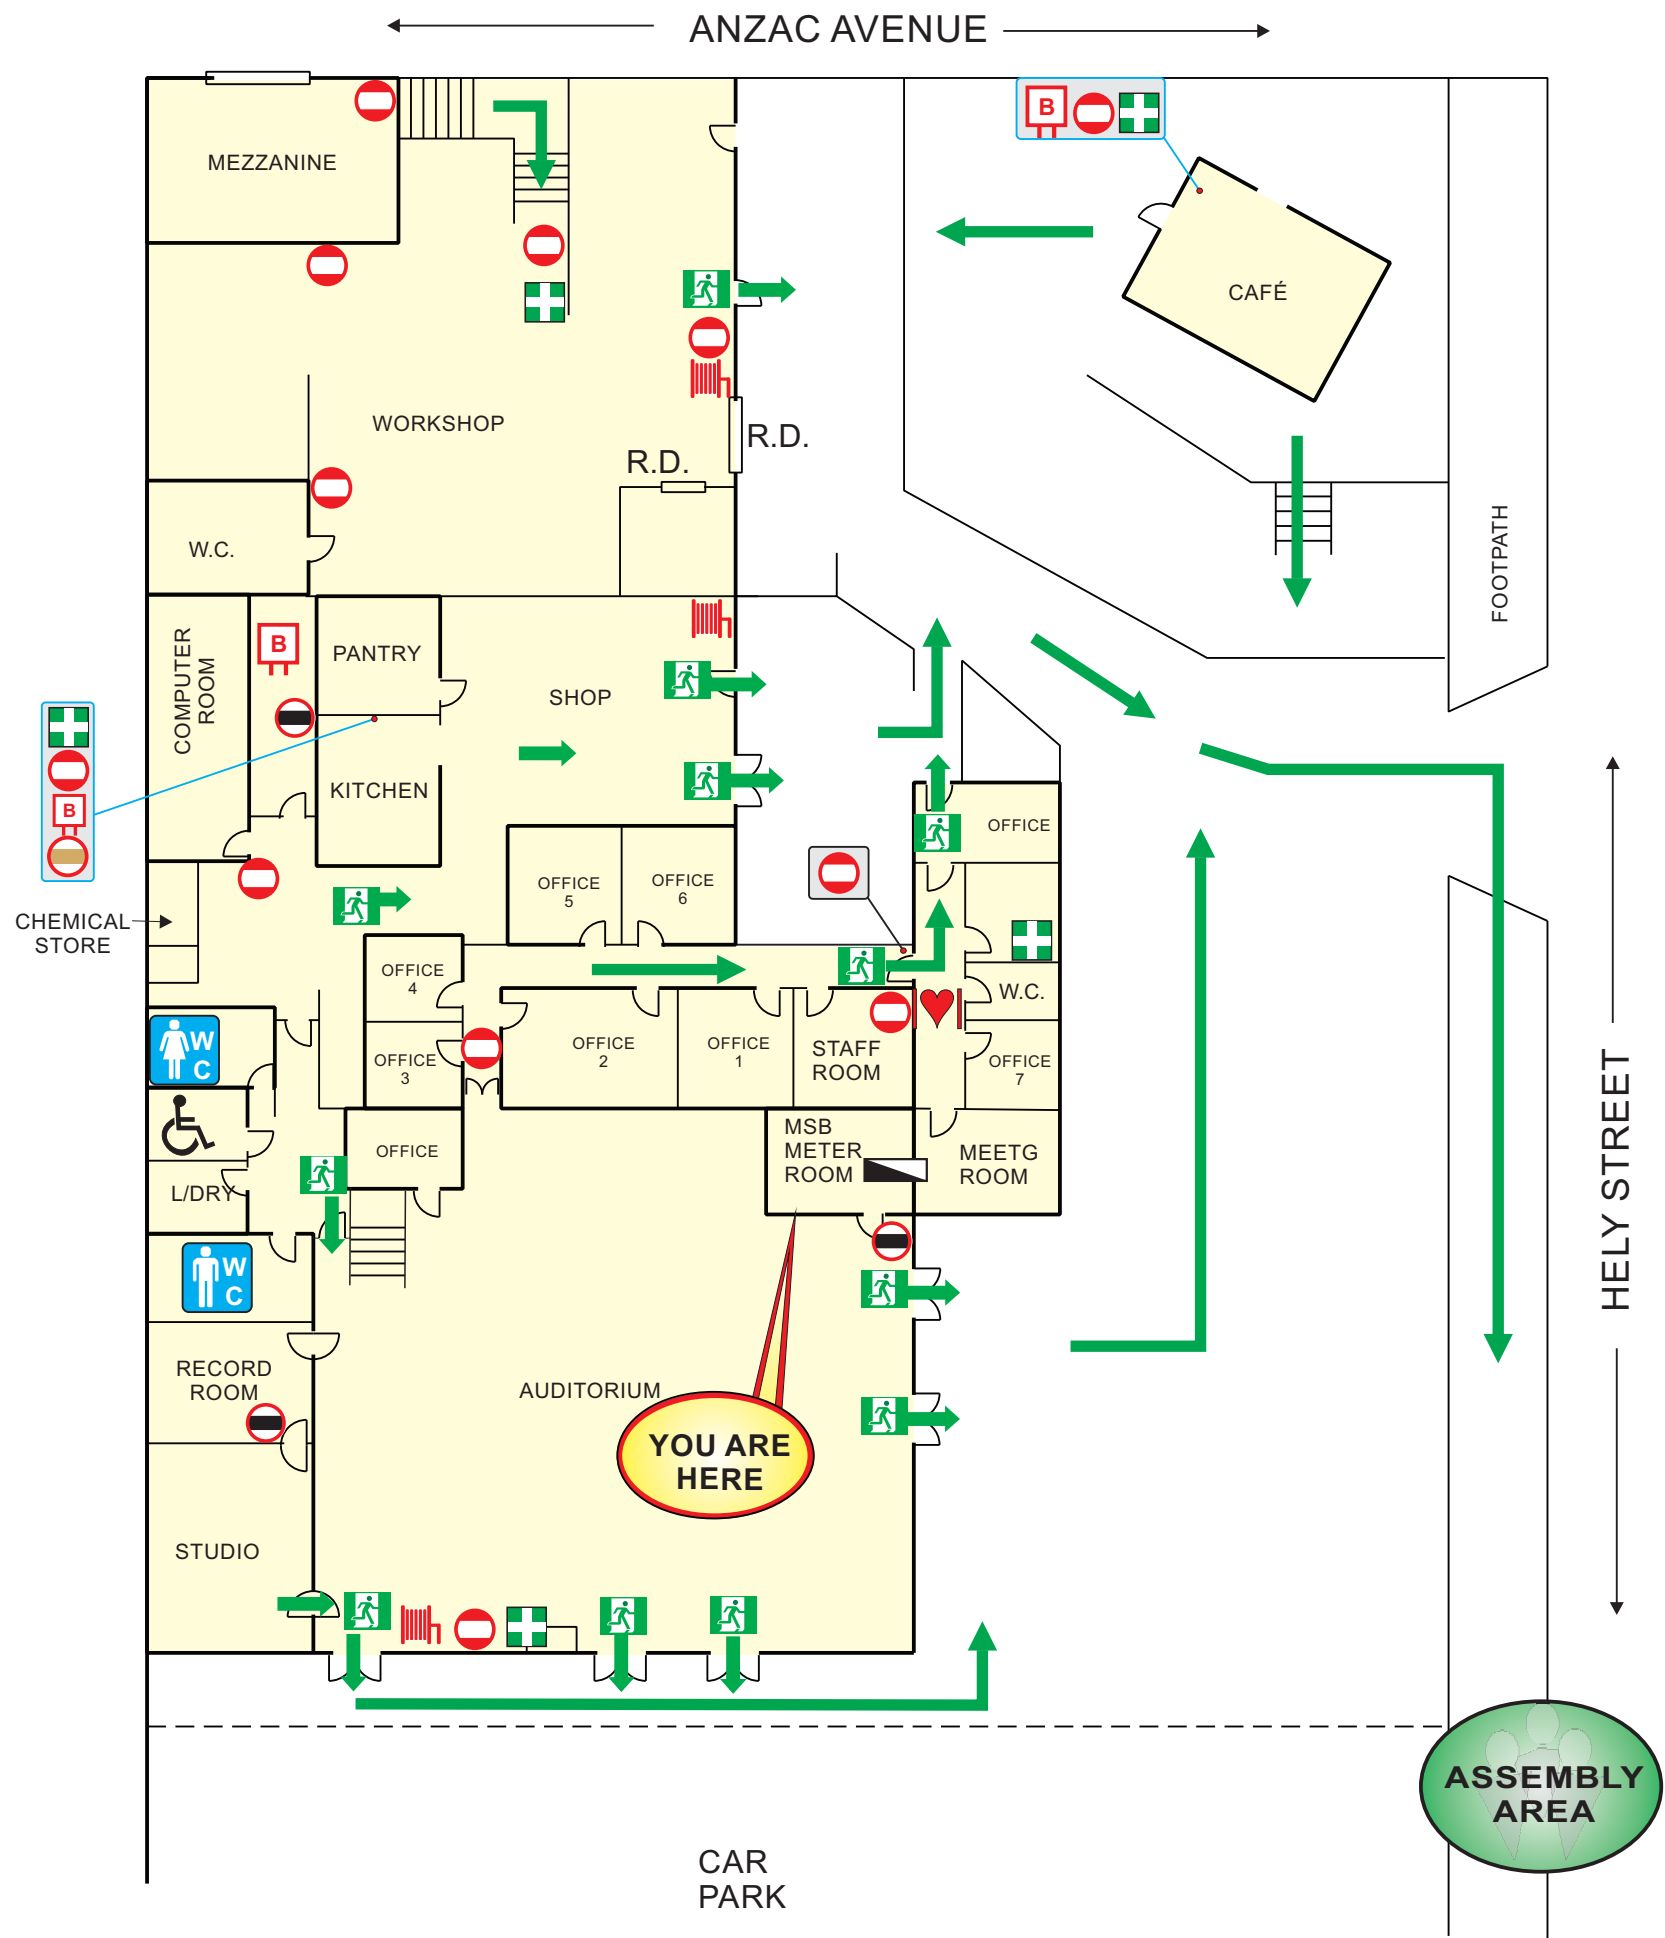 ANZAC AVENUE
B
MEZZANINE
CAFÉ
WORKSHOP
R.D.
R.D.
W.C.
FOOTPATH
COMPUTER
ROOM
B
PANTRY
SHOP
KITCHEN
B
OFFICE
OFFICE
5
OFFICE
6
CHEMICAL
STORE
OFFICE
4
W.C.
OFFICE
3
OFFICE
2
OFFICE
1
STAFF
ROOM
OFFICE
7
W
C
HELY STREET
OFFICE
MSB
METER
ROOM
MEETG
ROOM
L/DRY
W
C
RECORD
ROOM
AUDITORIUM
YOU ARE
HERE
STUDIO
ASSEMBLY
AREA
CAR
PARK